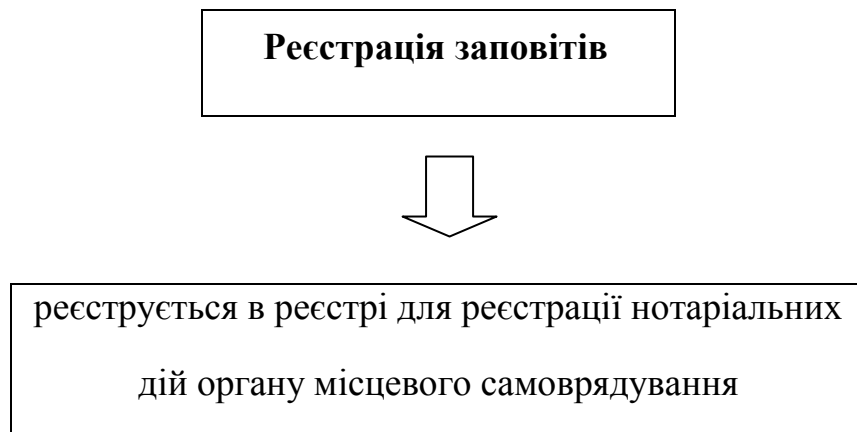 Реєстрація заповітів
реєструється в реєстрі для реєстрації нотаріальних
дій органу місцевого самоврядування